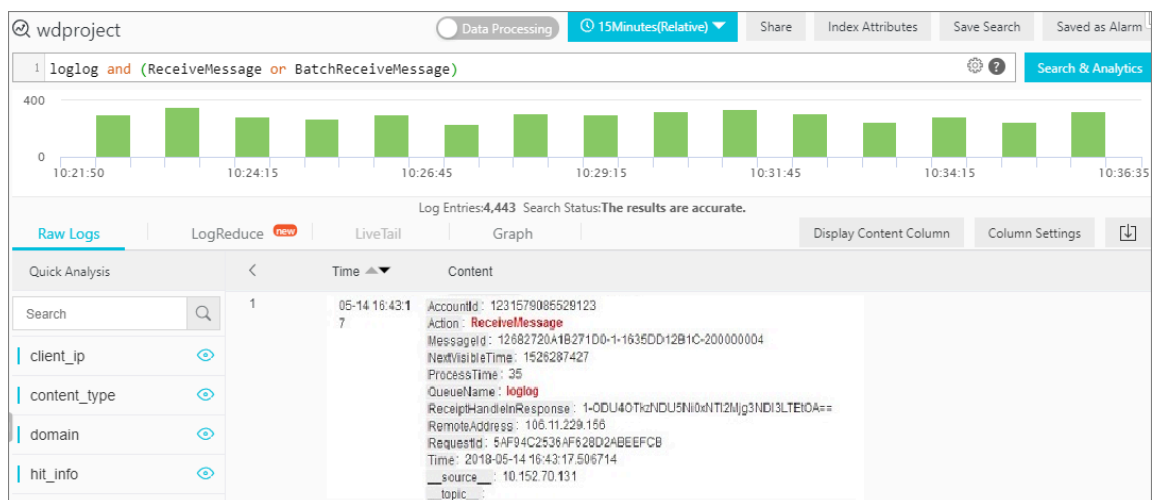 wdproject
Data Processing
15Minutes(Relative)
Share
Index Attributes
Save Search
Saved as Alarm
1 loglog and (ReceiveMessage or BatchReceiveMessage)
Search & Analytics
400
0
10:21:50 10:24:15 10:26:45 10:29:15 10:31:45 10:34:15 10:36:35
Log Entries:4,443 Search Status:The results are accurate.
Raw Logs
LogReduce new
LiveTail
Graph
Display Content Column
Column Settings
Quick Analysis
<
Time
Content
Search
client_ip
content_type
domain
hit_info
1
05-14 16:43:1
7
AccountId : 1231579085529123
Action : ReceiveMessage
MessageId : 12682720A1B271D0-1-1635DD12B1C-200000004
NextVisibleTime : 1526287427
ProcessTime : 35
QueueName : loglog
ReceiptHandleInResponse : 1-ODU4OTkzNDU5Ni0xNTI2Mjg3NDI3LTEtOA==
RemoteAddress : 106.11.229.156
RequestId : 5AF94C2536AF628D2ABEEFCB
Time : 2018-05-14 16:43:17.506714
__source__ : 10.152.70.131
__topic__ :